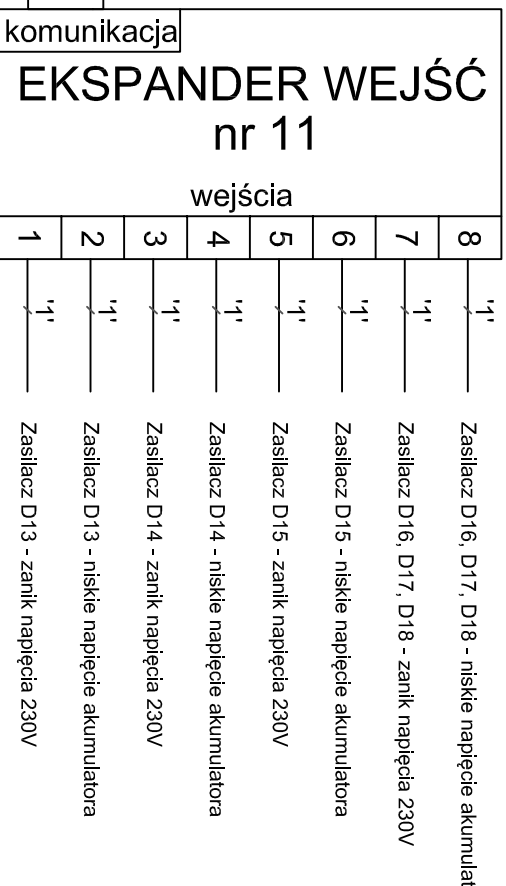 komunikacja
EKSPANDER WEJŚĆ
nr 11
wejścia
1 2 3 4 5 6 7 8
'1' '1' '1' '1' '1' '1' '1' '1'
Zasilacz D13 - zanik napięcia 230V
Zasilacz D13 - niskie napięcie akumulatora
Zasilacz D14 - zanik napięcia 230V
Zasilacz D14 - niskie napięcie akumulatora
Zasilacz D15 - zanik napięcia 230V
Zasilacz D15 - niskie napięcie akumulatora
Zasilacz D16, D17, D18 - zanik napięcia 230V
Zasilacz D16, D17, D18 - niskie napięcie akumulat